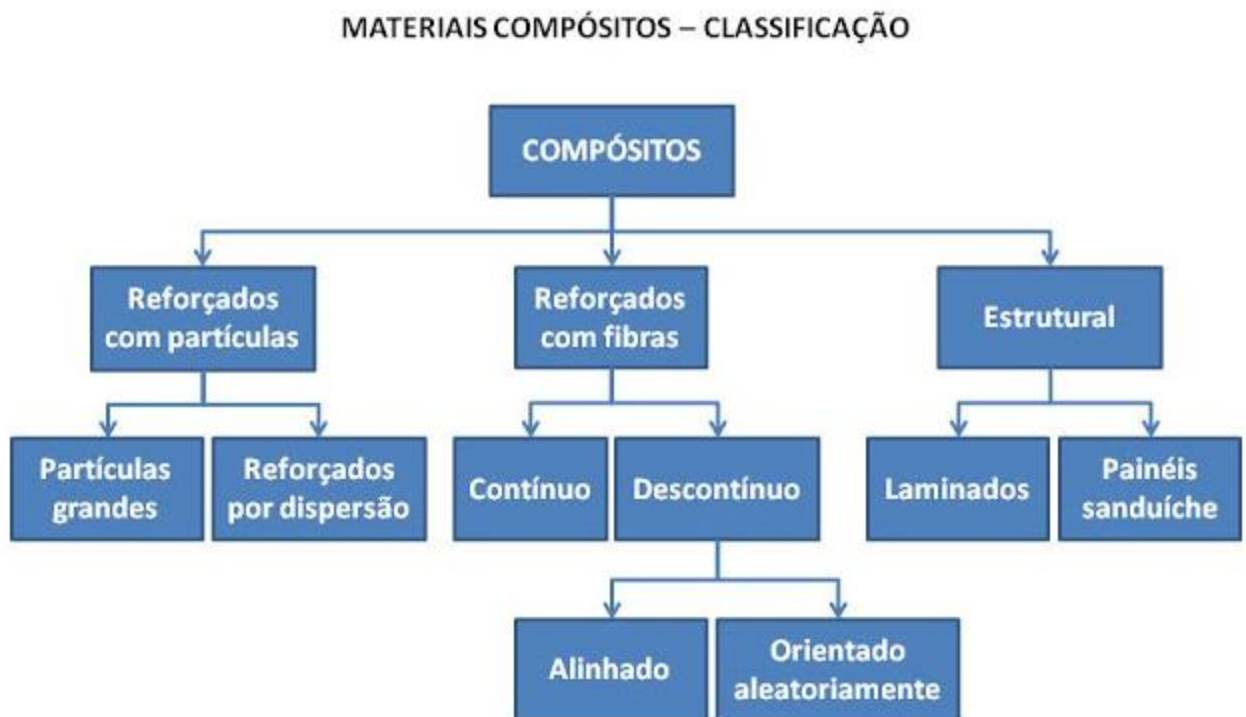 MATERIAIS COMPÓSITOS – CLASSIFICAÇÃO
COMPÓSITOS
Reforçados
com partículas
Reforçados
com fibras
Estrutural
Partículas
grandes
Reforçados
por dispersão
Contínuo
Descontínuo
Laminados
Painéis
sanduíche
Alinhado
Orientado
aleatoriamente